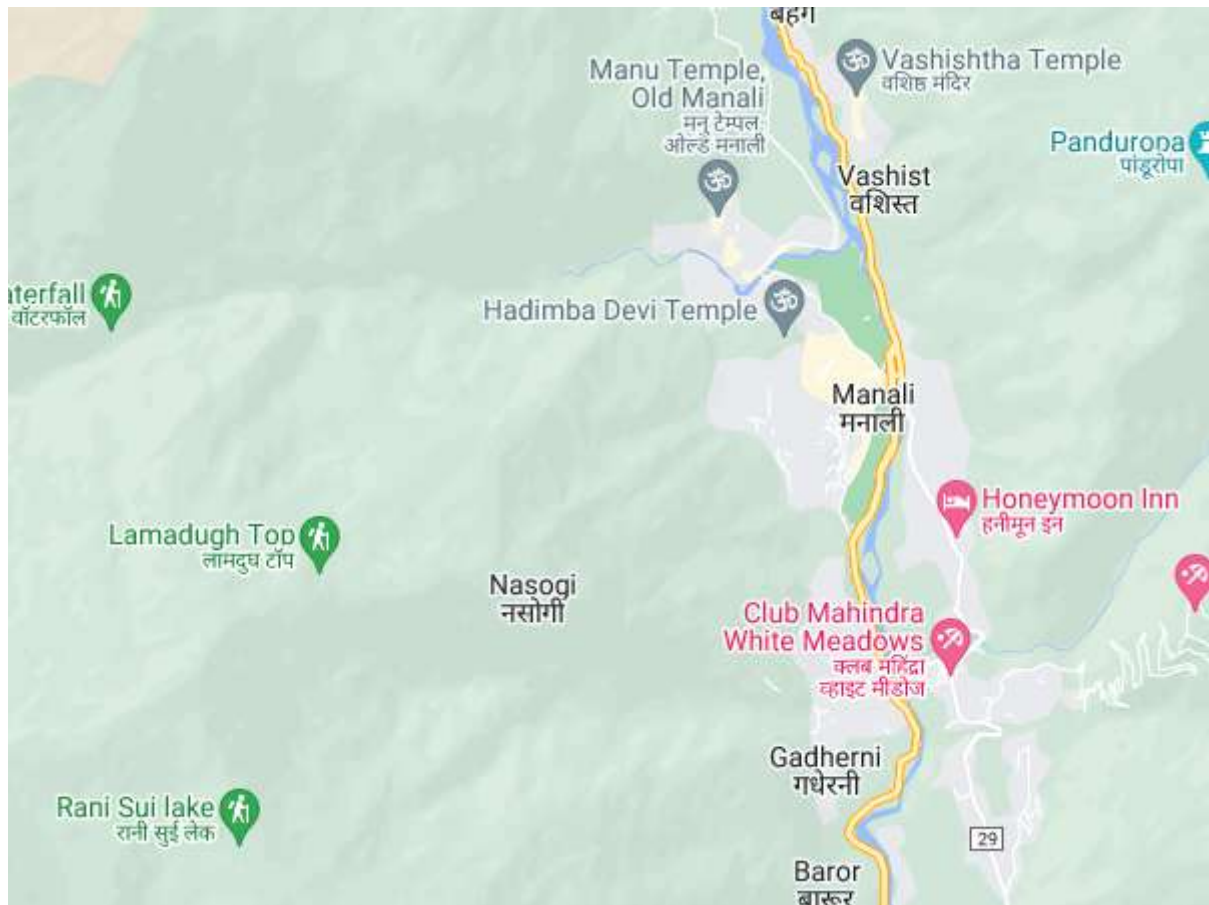 बहंग
Vashishtha Temple
वशिष्ठ मंदिर
Manu Temple,
Old Manali
मनु टेम्पल
ओल्ड मनाली
Panduropa
पांडूरोपा
Vashist
वशिस्त
वॉटरफॉल
Hadimba Devi Temple
Manali
मनाली
Honeymoon Inn
हनीमून इन
Lamadugh Top
लामदुघ टॉप
Nasogi
नसोगी
Club Mahindra
White Meadows
क्लब महिंद्रा
व्हाइट मीडोज
Gadherni
गधेरनी
Rani Sui lake
रानी सुई लेक
29
Baror
बारूर